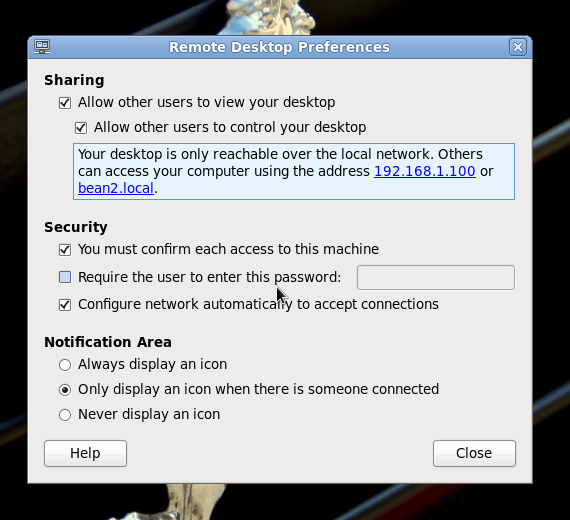 Remote Desktop Preferences
Sharing
Allow other users to view your desktop
Allow other users to control your desktop
Your desktop is only reachable over the local network. Others
can access your computer using the address 192.168.1.100 or
bean2.local.
Security
You must confirm each access to this machine
Require the user to enter this password:
Configure network automatically to accept connections
Notification Area
Always display an icon
Only display an icon when there is someone connected
Never display an icon
Help Close